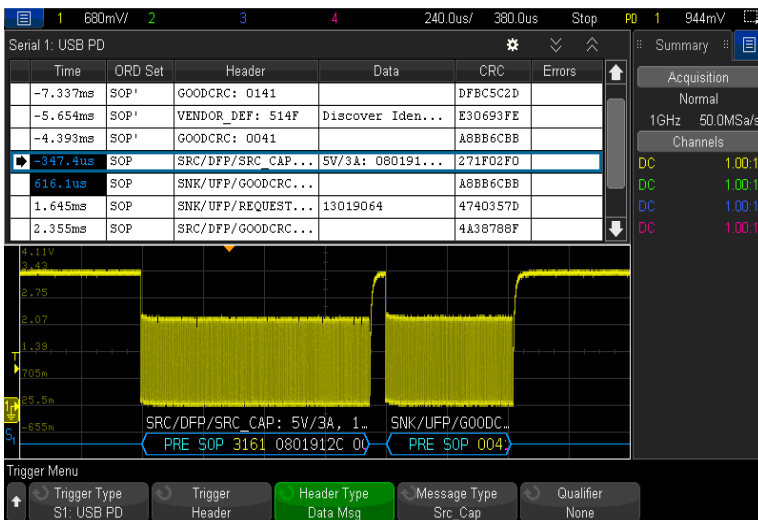 1 680mV/ 2 3 4 240.0us/ 380.0us Stop PD 1 944mV
Serial 1: USB PD
Summary
Time ORD Set Header Data CRC Errors
-7.337ms SOP' GOODCRC: 0141 DFBC5C2D
-5.654ms SOP' VENDOR_DEF: 514F Discover Iden... E30693FE
-4.393ms SOP' GOODCRC: 0041 A8BB6CBB
-347.4us SOP SRC/DFP/SRC_CAP... 5V/3A: 080191... 271F02F0
616.1us SOP SNK/UFP/GOODCRC... A8BB6CBB
1.645ms SOP SNK/UFP/REQUEST... 13019064 4740357D
2.355ms SOP SRC/DFP/GOODCRC... 4A38788F
Acquisition
Normal
1GHz 50.0MSa/s
Channels
DC 1.00:1
DC 1.00:1
DC 1.00:1
DC 1.00:1
4.11V
3.43
2.75
2.07
1.39
705m
25.5m
-655m
T
1
S1
SRC/DFP/SRC_CAP: 5V/3A, 1…
SNK/UFP/GOODC…
PRE SOP 3161 0801912C 0
PRE SOP 004
Trigger Menu
Trigger Type
S1: USB PD
Trigger
Header
Header Type
Data Msg
Message Type
Src_Cap
Qualifier
None